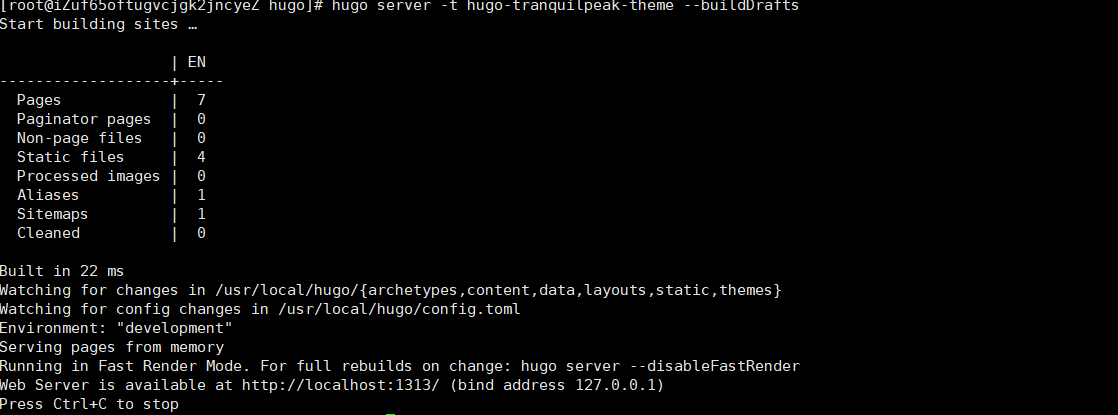 [root@iZuf65oftugvcjgk2jncyeZ hugo]# hugo server -t hugo-tranquilpeak-theme --buildDrafts
Start building sites …
                   | EN
-------------------+-----
  Pages            |  7
  Paginator pages  |  0
  Non-page files   |  0
  Static files     |  4
  Processed images |  0
  Aliases          |  1
  Sitemaps         |  1
  Cleaned          |  0
Built in 22 ms
Watching for changes in /usr/local/hugo/{archetypes,content,data,layouts,static,themes}
Watching for config changes in /usr/local/hugo/config.toml
Environment: "development"
Serving pages from memory
Running in Fast Render Mode. For full rebuilds on change: hugo server --disableFastRender
Web Server is available at http://localhost:1313/ (bind address 127.0.0.1)
Press Ctrl+C to stop